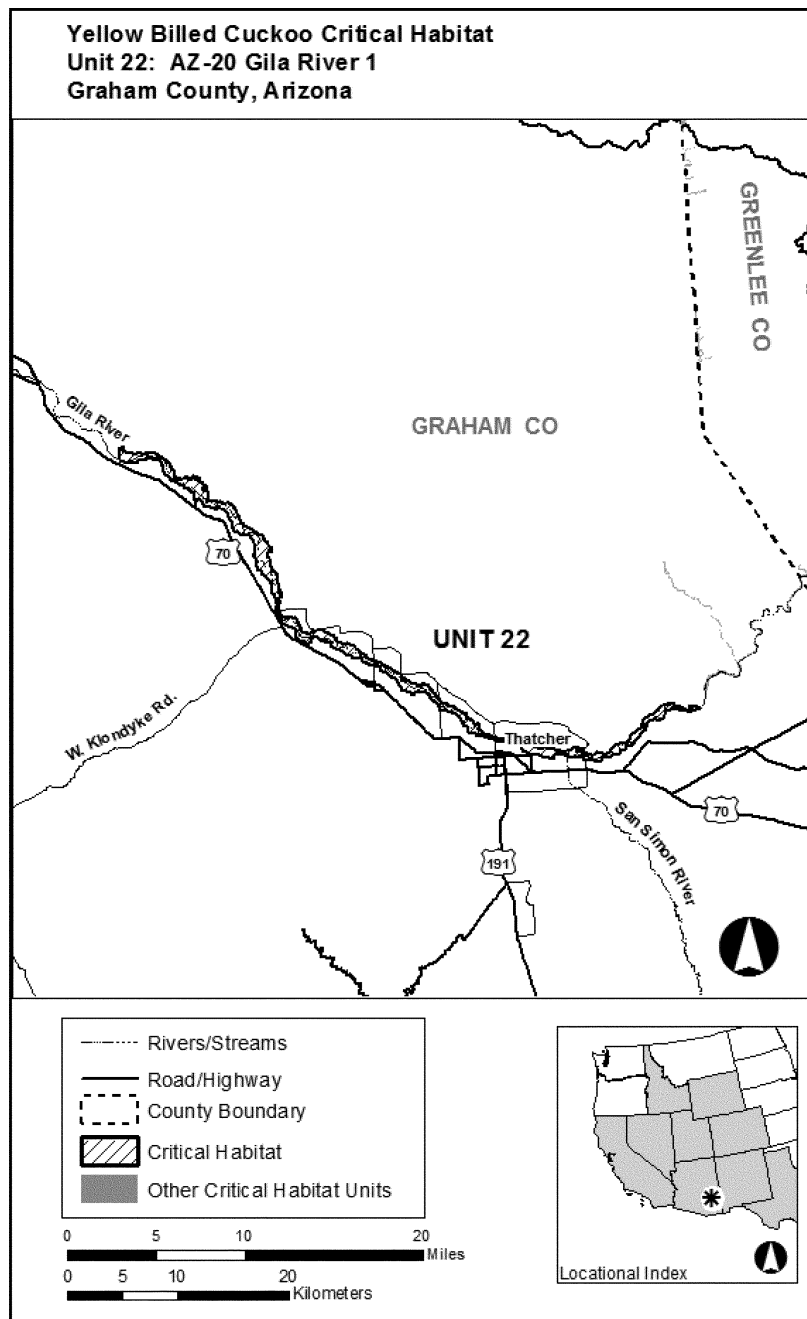 Yellow Billed Cuckoo Critical Habitat
Unit 22: AZ-20 Gila River 1
Graham County, Arizona
GREENLEE CO
Gila River
GRAHAM CO
70
UNIT 22
W. Klondyke Rd.
Thatcher
San Simon River
70
191
Rivers/Streams
Road/Highway
County Boundary
Critical Habitat
Other Critical Habitat Units
0 5 10 20
Miles
0 5 10 20
Kilometers
Locational Index